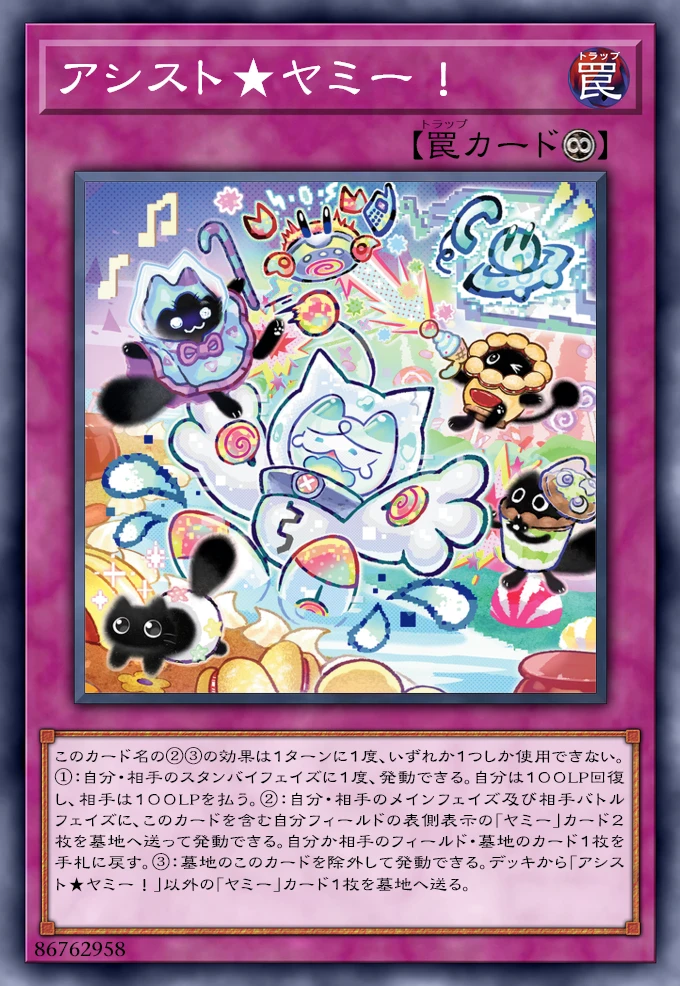 アシスト★ヤミー!
トラップ
罠
トラップ
【罠カード♾】
S・O・S
このカード名の②③の効果は1ターンに1度、いずれか1つしか使用できない。
①:自分・相手のスタンバイフェイズに1度、発動できる。自分は100LP回復
し、相手は100LPを払う。②:自分・相手のメインフェイズ及び相手バトル
フェイズに、このカードを含む自分フィールドの表側表示の「ヤミー」カード2
枚を墓地へ送って発動できる。自分か相手のフィールド・墓地のカード1枚を
手札に戻す。③:墓地のこのカードを除外して発動できる。デッキから「アシス
ト★ヤミー!」以外の「ヤミー」カード1枚を墓地へ送る。
86762958